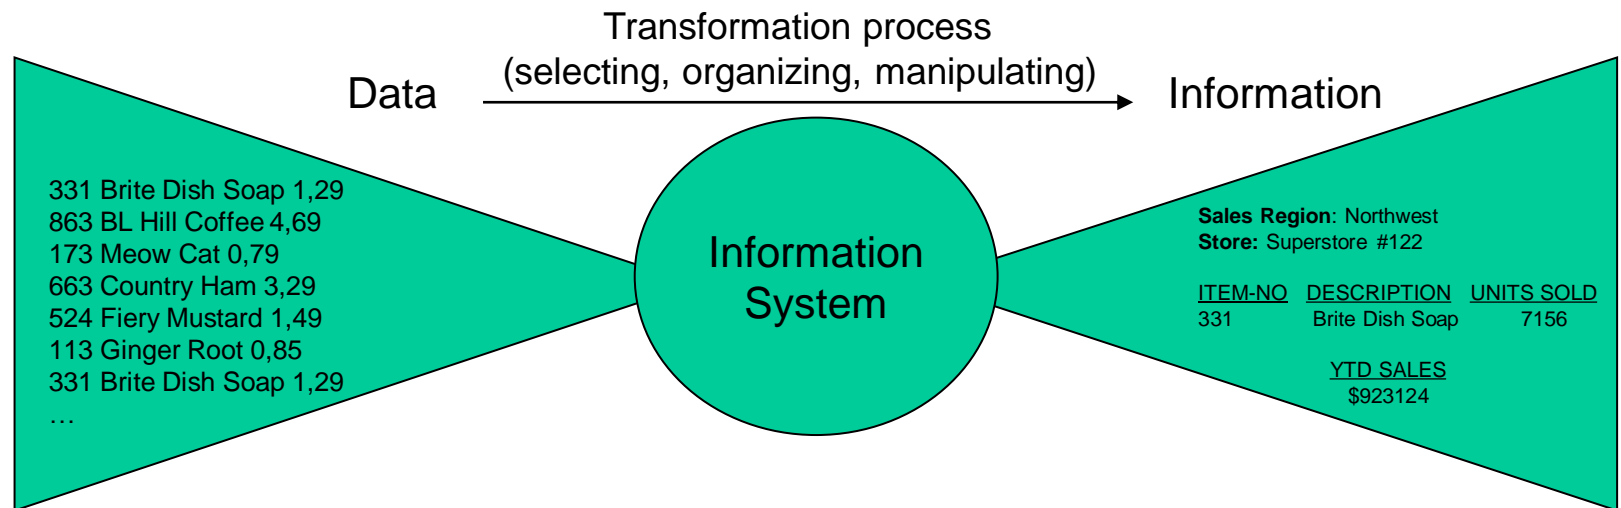 Transformation process
(selecting, organizing, manipulating)
Data
Information
331 Brite Dish Soap 1,29
863 BL Hill Coffee 4,69
173 Meow Cat 0,79
663 Country Ham 3,29
524 Fiery Mustard 1,49
113 Ginger Root 0,85
331 Brite Dish Soap 1,29
…
Information
System
Sales Region: Northwest
Store: Superstore #122
ITEM-NO DESCRIPTION UNITS SOLD
331 Brite Dish Soap 7156
YTD SALES
$923124